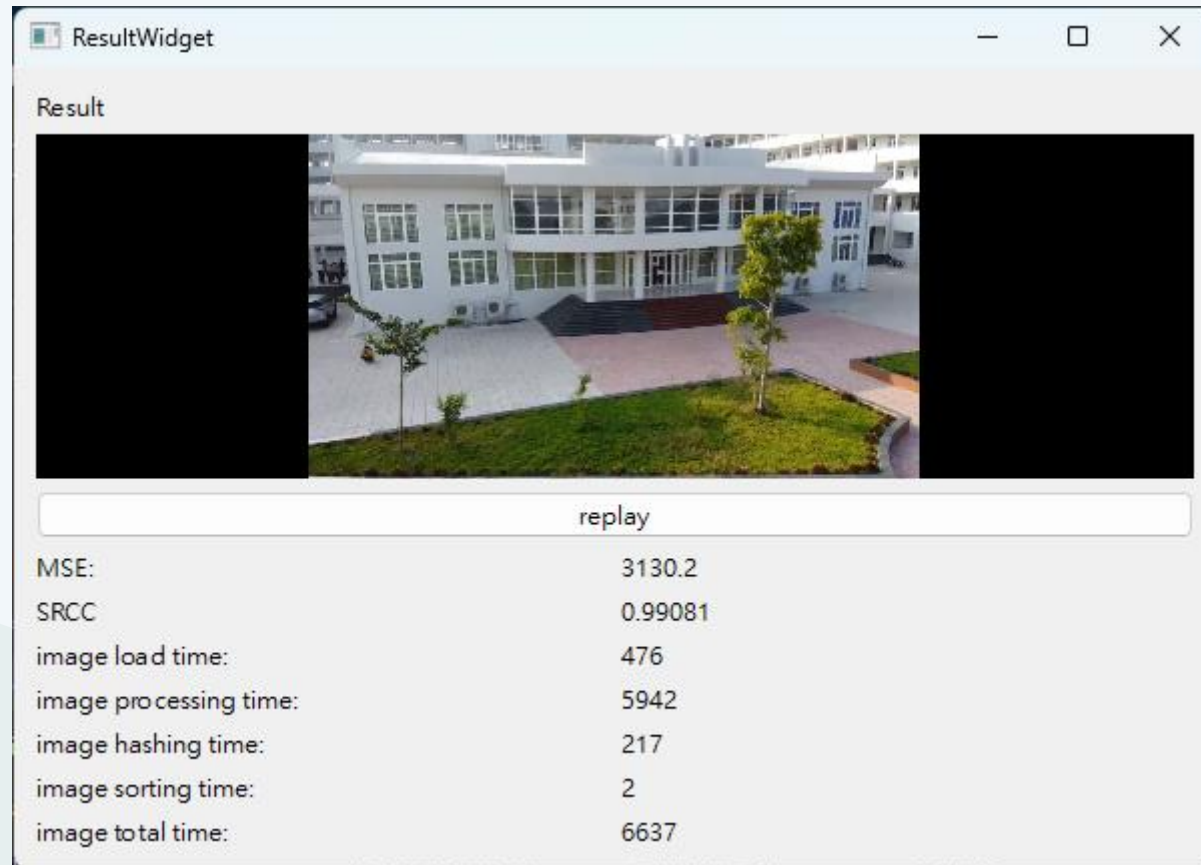 ResultWidget
Result
replay
MSE: 3130.2
SRCC 0.99081
image load time: 476
image processing time: 5942
image hashing time: 217
image sorting time: 2
image total time: 6637